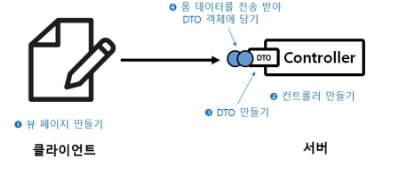 ❹ 폼 데이터를 전송 받아
DTO 객체에 담기
DTO
Controller
❷ 컨트롤러 만들기
❸ DTO 만들기
❶ 뷰 페이지 만들기
클라이언트
서버